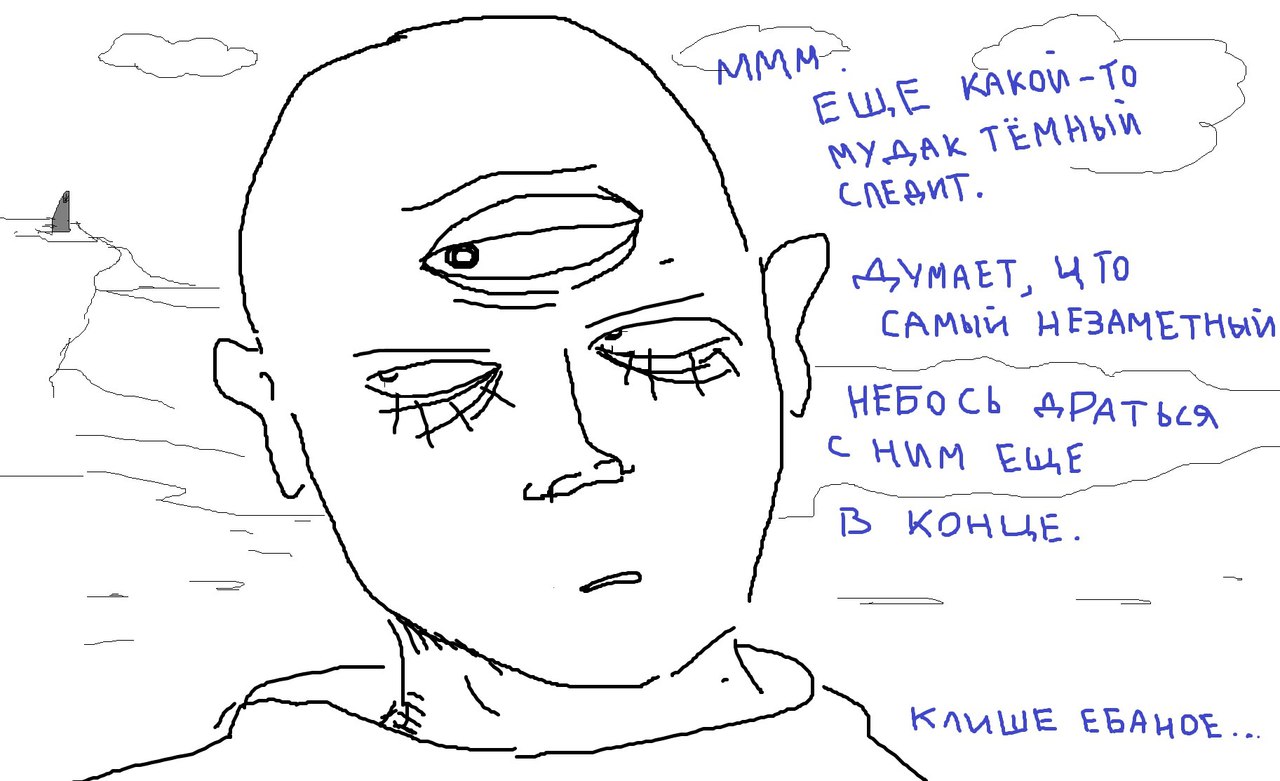 МММ.
ЕЩЕ КАКОЙ-ТО
МУДАК ТЁМНЫЙ
СЛЕДИТ.
ДУМАЕТ, ЧТО
САМЫЙ НЕЗАМЕТНЫЙ
НЕБОСЬ ДРАТЬСЯ
С НИМ ЕЩЕ
В КОНЦЕ.
КЛИШЕ ЕБАНОЕ...